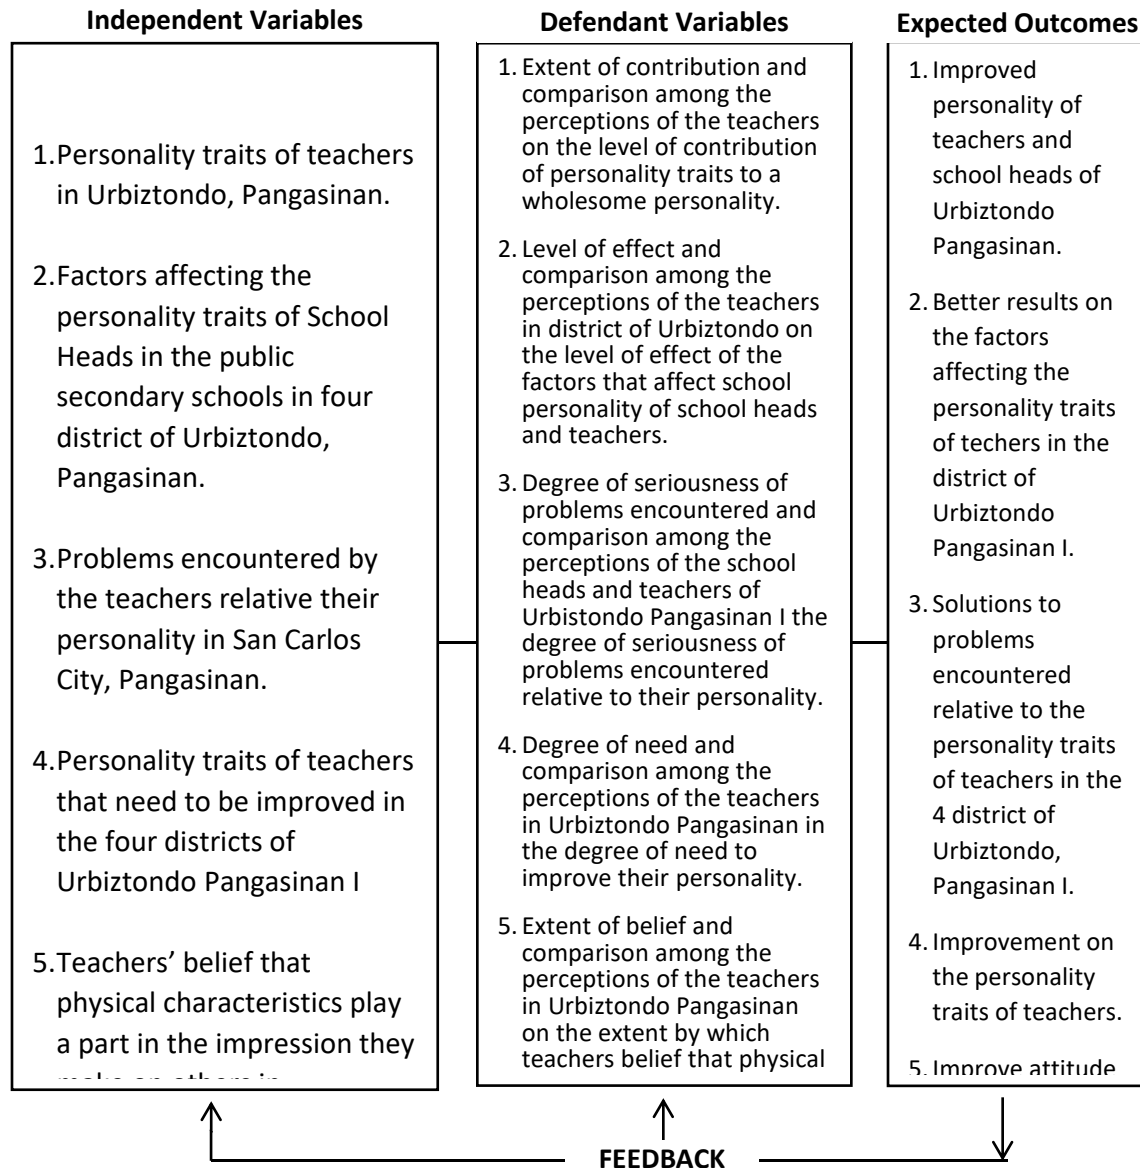 Independent Variables
1.Personality traits of teachers
in Urbiztondo, Pangasinan.
2.Factors affecting the
personality traits of School
Heads in the public
secondary schools in four
district of Urbiztondo,
Pangasinan.
3.Problems encountered by
the teachers relative their
personality in San Carlos
City, Pangasinan.
4.Personality traits of teachers
that need to be improved in
the four districts of
Urbiztondo Pangasinan I
5.Teachers’ belief that
physical characteristics play
a part in the impression they
Defendant Variables
1. Extent of contribution and
comparison among the
perceptions of the teachers
on the level of contribution
of personality traits to a
wholesome personality.
2. Level of effect and
comparison among the
perceptions of the teachers
in district of Urbiztondo on
the level of effect of the
factors that affect school
personality of school heads
and teachers.
3. Degree of seriousness of
problems encountered and
comparison among the
perceptions of the school
heads and teachers of
Urbistondo Pangasinan I the
degree of seriousness of
problems encountered
relative to their personality.
4. Degree of need and
comparison among the
perceptions of the teachers
in Urbiztondo Pangasinan in
the degree of need to
improve their personality.
5. Extent of belief and
comparison among the
perceptions of the teachers
in Urbiztondo Pangasinan
on the extent by which
teachers belief that physical
Expected Outcomes
1. Improved
personality of
teachers and
school heads of
Urbiztondo
Pangasinan.
2. Better results on
the factors
affecting the
personality traits
of techers in the
district of
Urbiztondo
Pangasinan I.
3. Solutions to
problems
encountered
relative to the
personality traits
of teachers in the
4 district of
Urbiztondo,
Pangasinan I.
4. Improvement on
the personality
traits of teachers.
5. Improve attitude
FEEDBACK